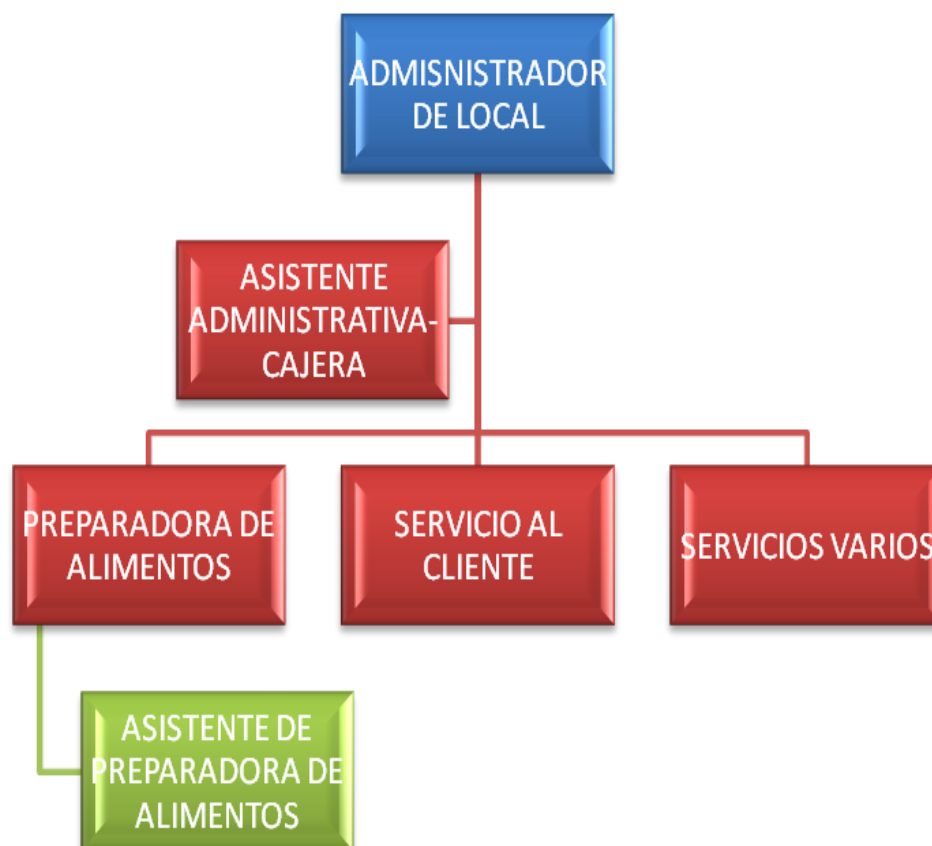 ADMISNISTRADOR
DE LOCAL
ASISTENTE
ADMINISTRATIVA-
CAJERA
PREPARADORA DE
ALIMENTOS
SERVICIO AL
CLIENTE
SERVICIOS VARIOS
ASISTENTE DE
PREPARADORA DE
ALIMENTOS